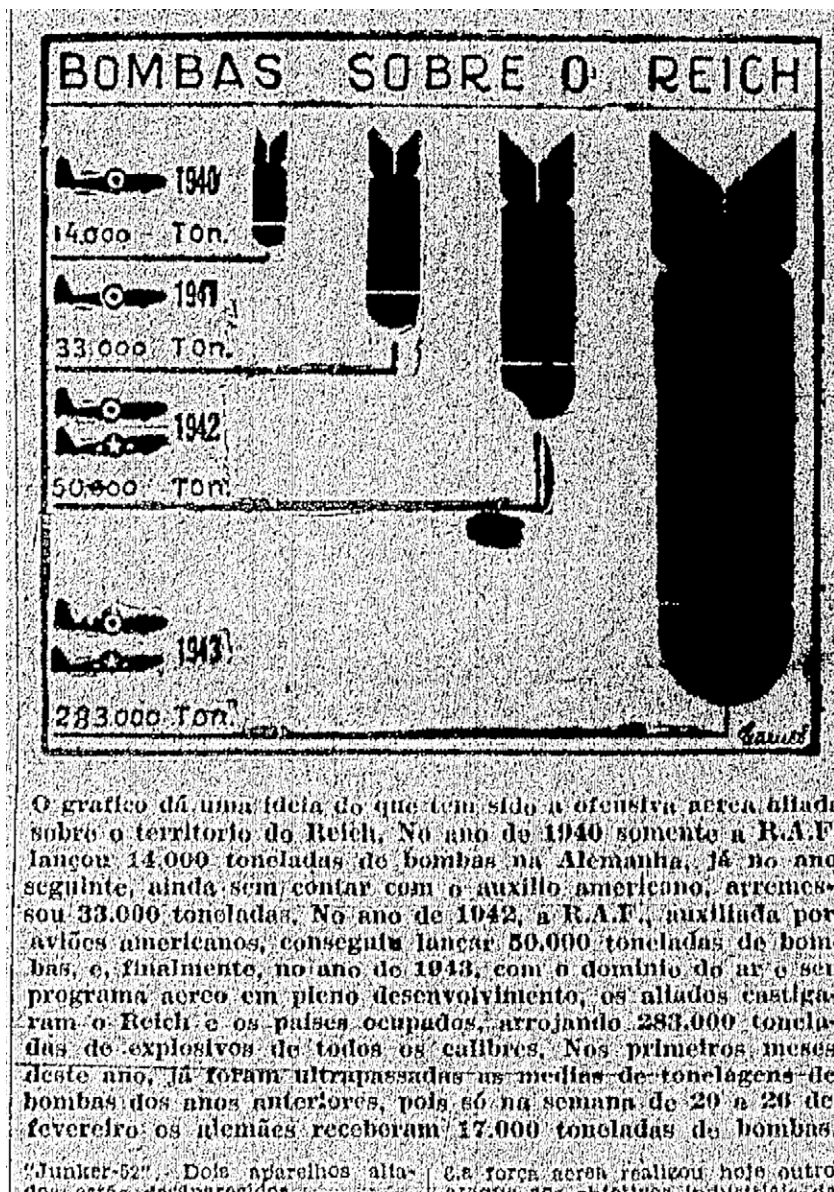 BOMBAS SOBRE O REICH
1940
14.000 - Ton.
1941
33.000 Ton.
1942
50.000 Ton.
1943
283.000 Ton.
O grafico dá uma ideia do que tem sido a ofensiva aerea aliada
sobre o territorio do Reich. No ano de 1940 somente a R.A.F.
lançou 14.000 toneladas de bombas na Alemanha, já no ano
seguinte, ainda sem contar com o auxilio americano, arremes-
sou 33.000 toneladas. No ano de 1942, a R.A.F., auxiliada por
aviões americanos, conseguiu lançar 50.000 toneladas de bom-
bas, e, finalmente, no ano de 1943, com o dominio do ar e seu
programa aereo em pleno desenvolvimento, os aliados castiga-
ram o Reich e os países ocupados, arrojando 283.000 tonela-
das de explosivos de todos os calibres. Nos primeiros meses
deste ano, já foram ultrapassadas as medias de tonelagens de
bombas dos anos anteriores, pois só na semana de 20 a 26 de
fevereiro os alemães receberam 17.000 toneladas de bombas
"Junker-52". Dois aparelhos alia-
força aerea realizou hoje outro